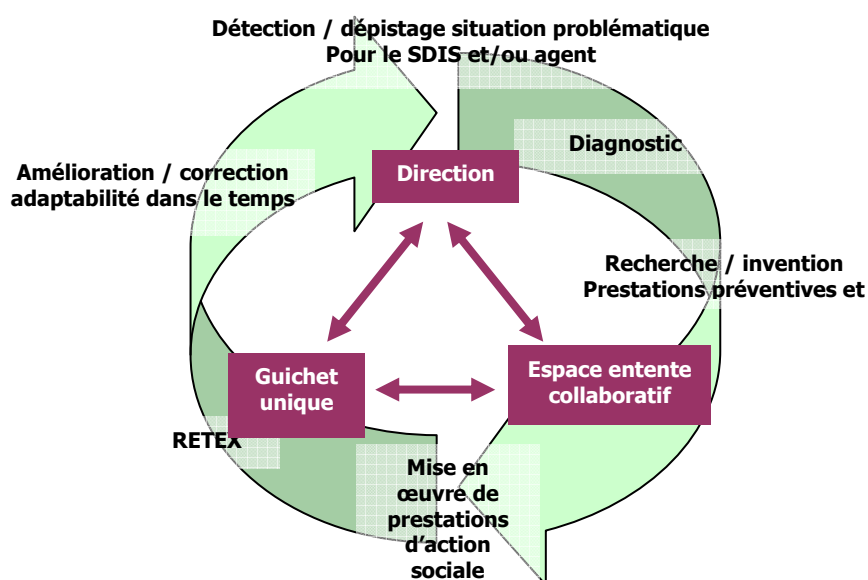 Détection / dépistage situation problématique
Pour le SDIS et/ou agent
Diagnostic
Direction
Amélioration / correction
adaptabilité dans le temps
Recherche / invention
Prestations préventives et
Guichet
unique
Espace entente
collaboratif
RETEX
Mise en
œuvre de
prestations
d'action
sociale